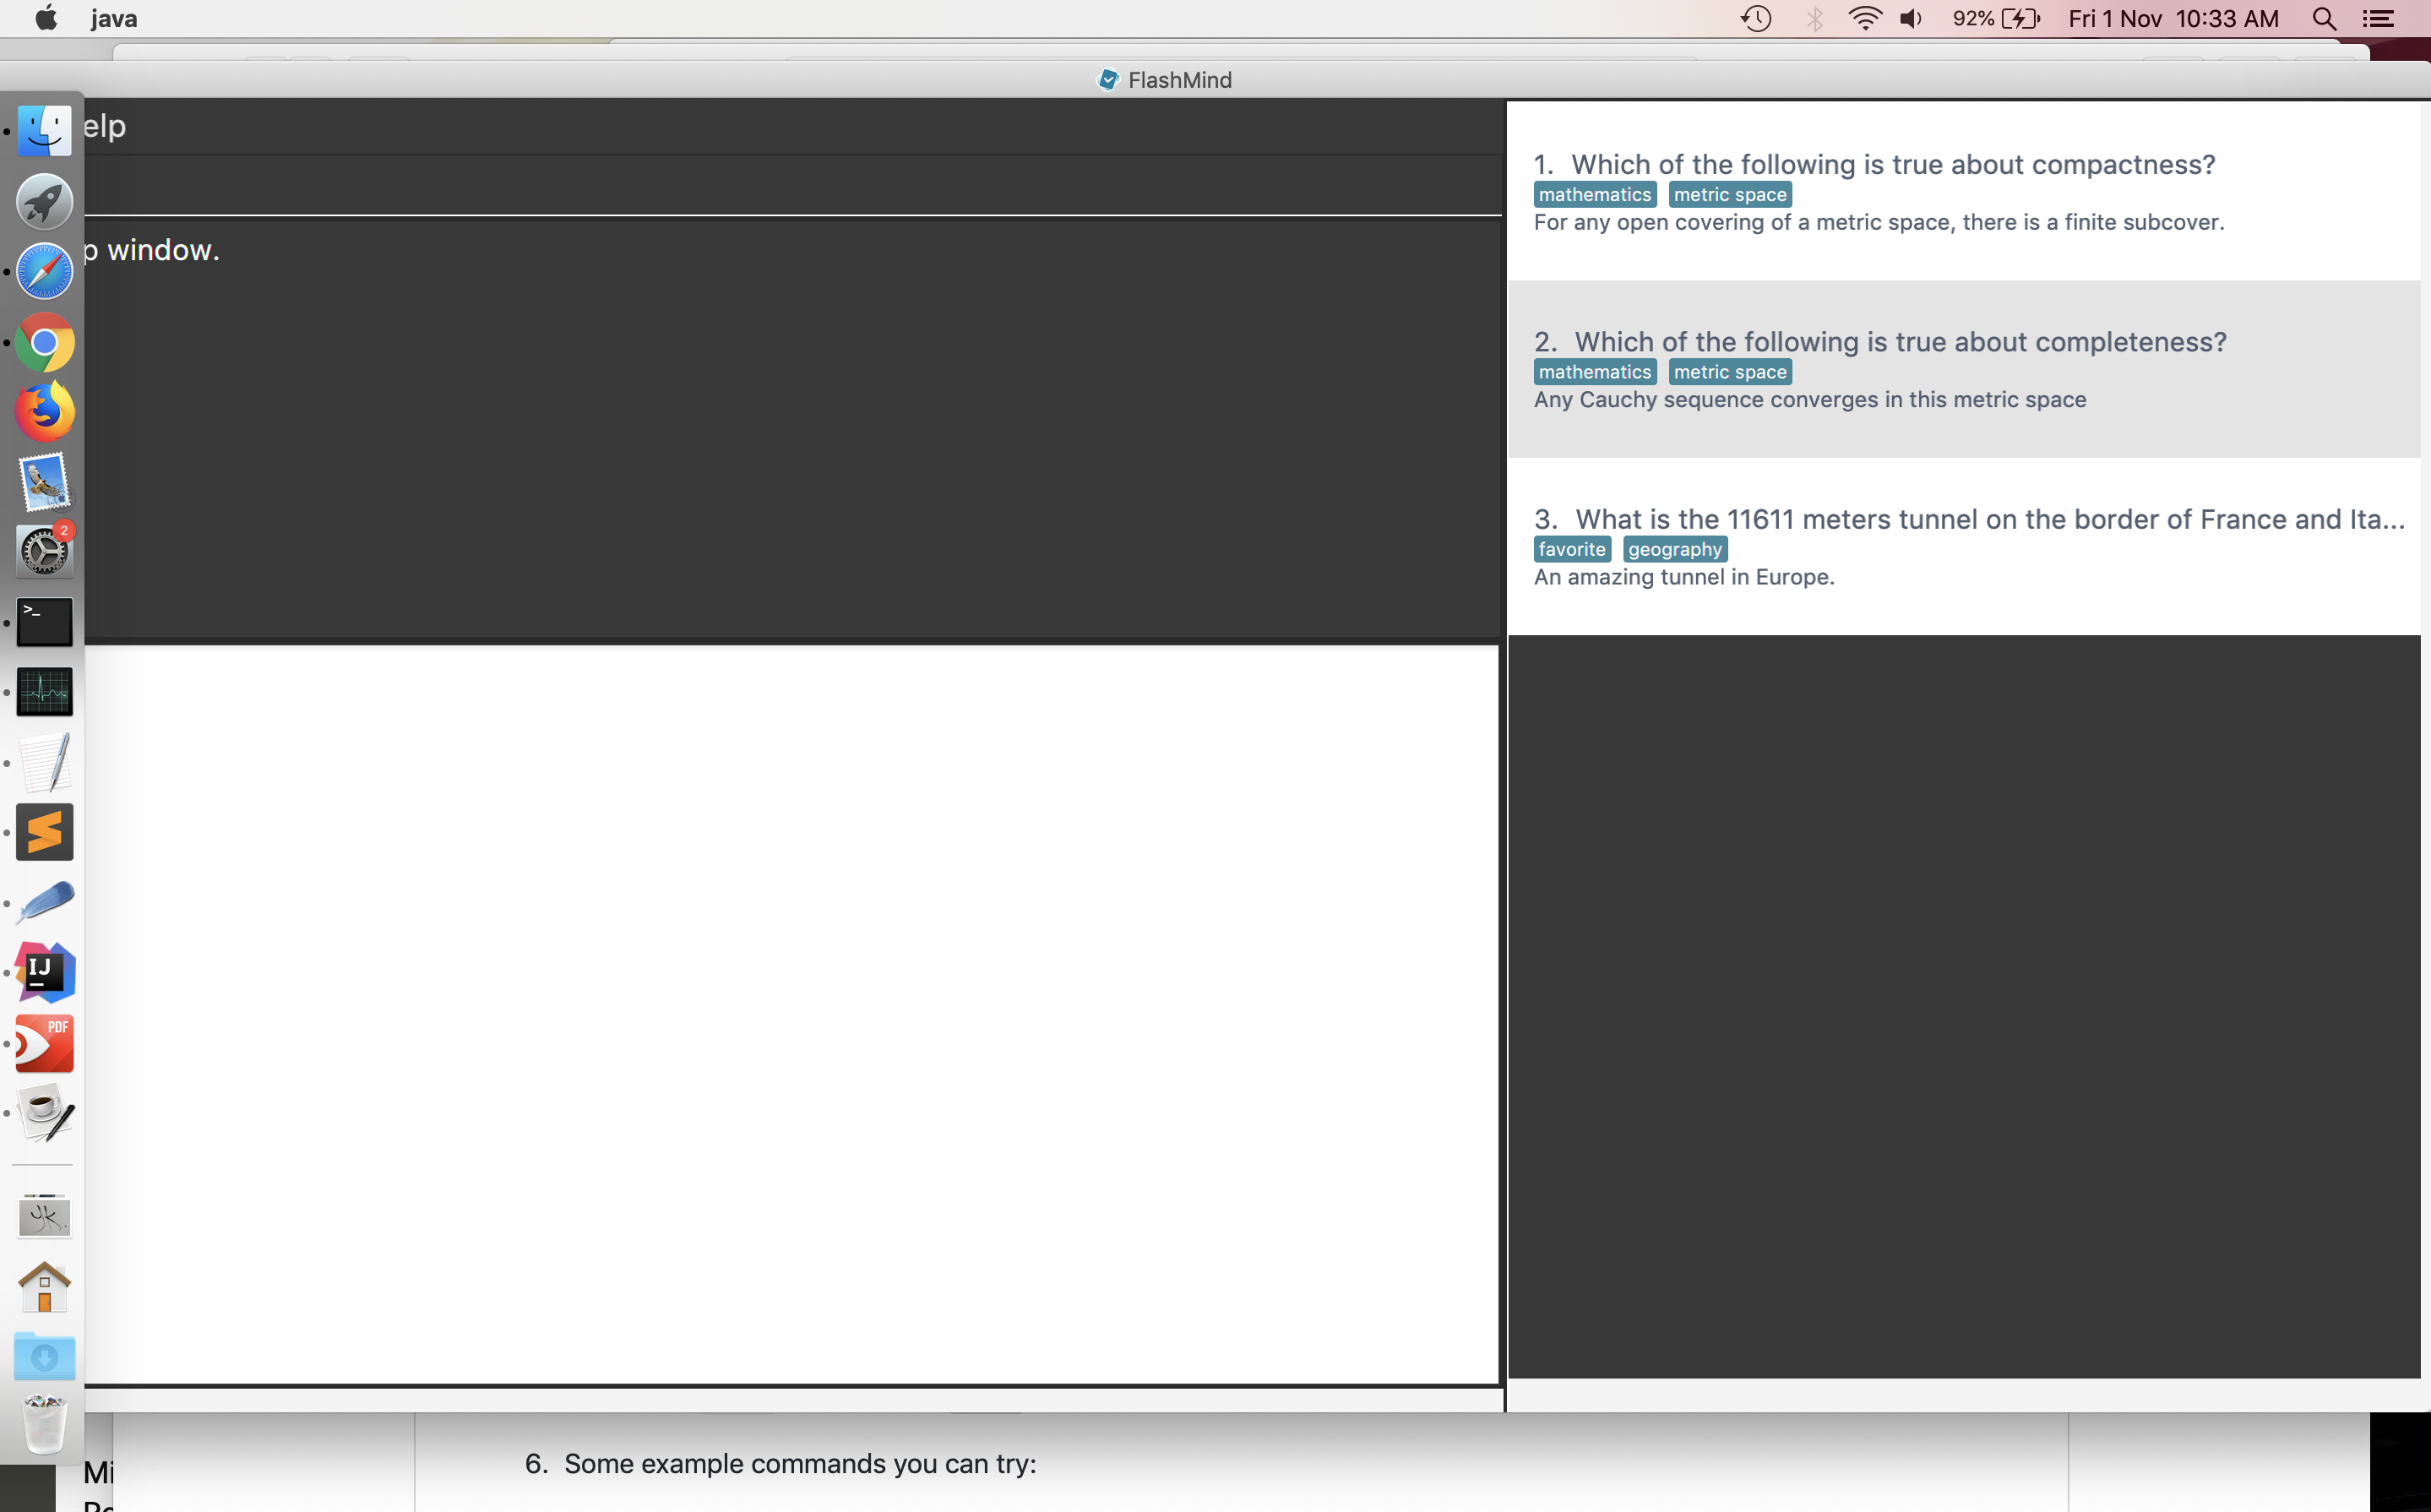 java
92%
Fri 1 Nov 10:33 AM
FlashMind
elp
p window.
1. Which of the following is true about compactness?
mathematics metric space
For any open covering of a metric space, there is a finite subcover.
2. Which of the following is true about completeness?
mathematics metric space
Any Cauchy sequence converges in this metric space
3. What is the 11611 meters tunnel on the border of France and Ita...
favorite geography
An amazing tunnel in Europe.
2
>_
IJ
PDF
yk.
6. Some example commands you can try:
Mi